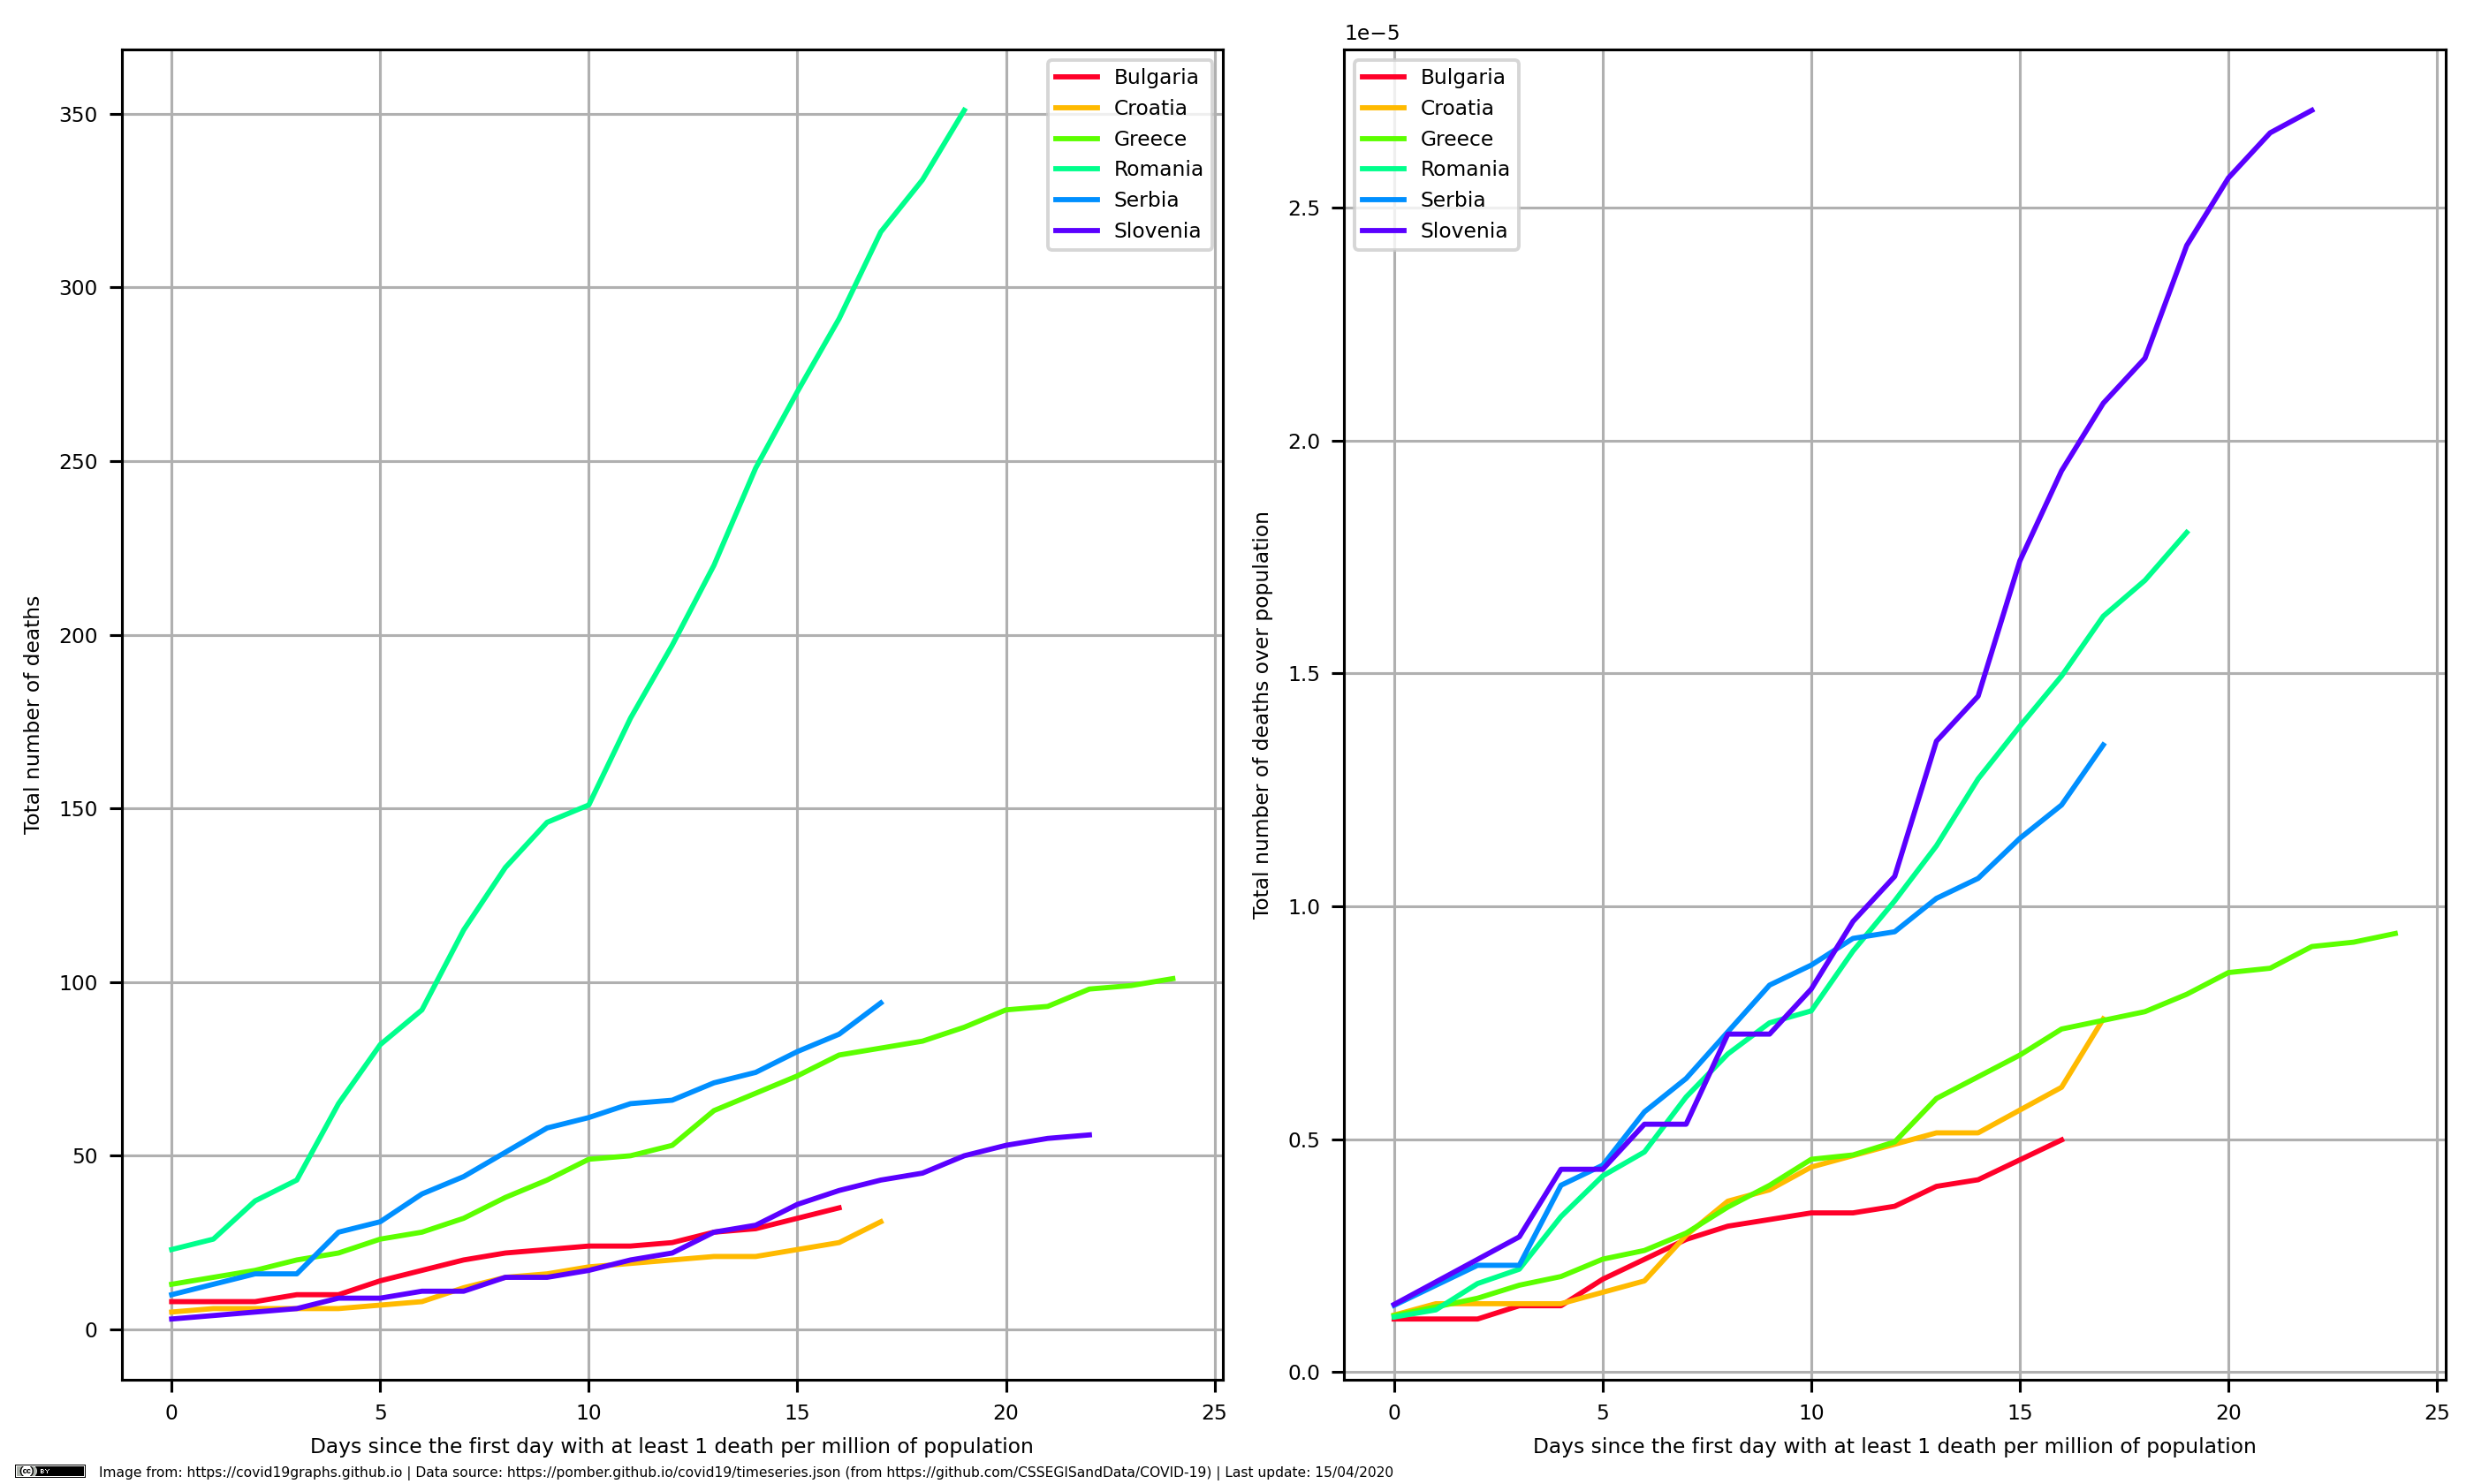 350
300
250
200
150
100
50
0
Total number of deaths
0 5 10 15 20 25
Days since the first day with at least 1 death per million of population
Bulgaria
Croatia
Greece
Romania
Serbia
Slovenia
1e−5
2.5
2.0
1.5
1.0
0.5
0.0
Total number of deaths over population
0 5 10 15 20 25
Days since the first day with at least 1 death per million of population
Bulgaria
Croatia
Greece
Romania
Serbia
Slovenia
(cc) BY Image from: https://covid19graphs.github.io | Data source: https://pomber.github.io/covid19/timeseries.json (from https://github.com/CSSEGISandData/COVID-19) | Last update: 15/04/2020